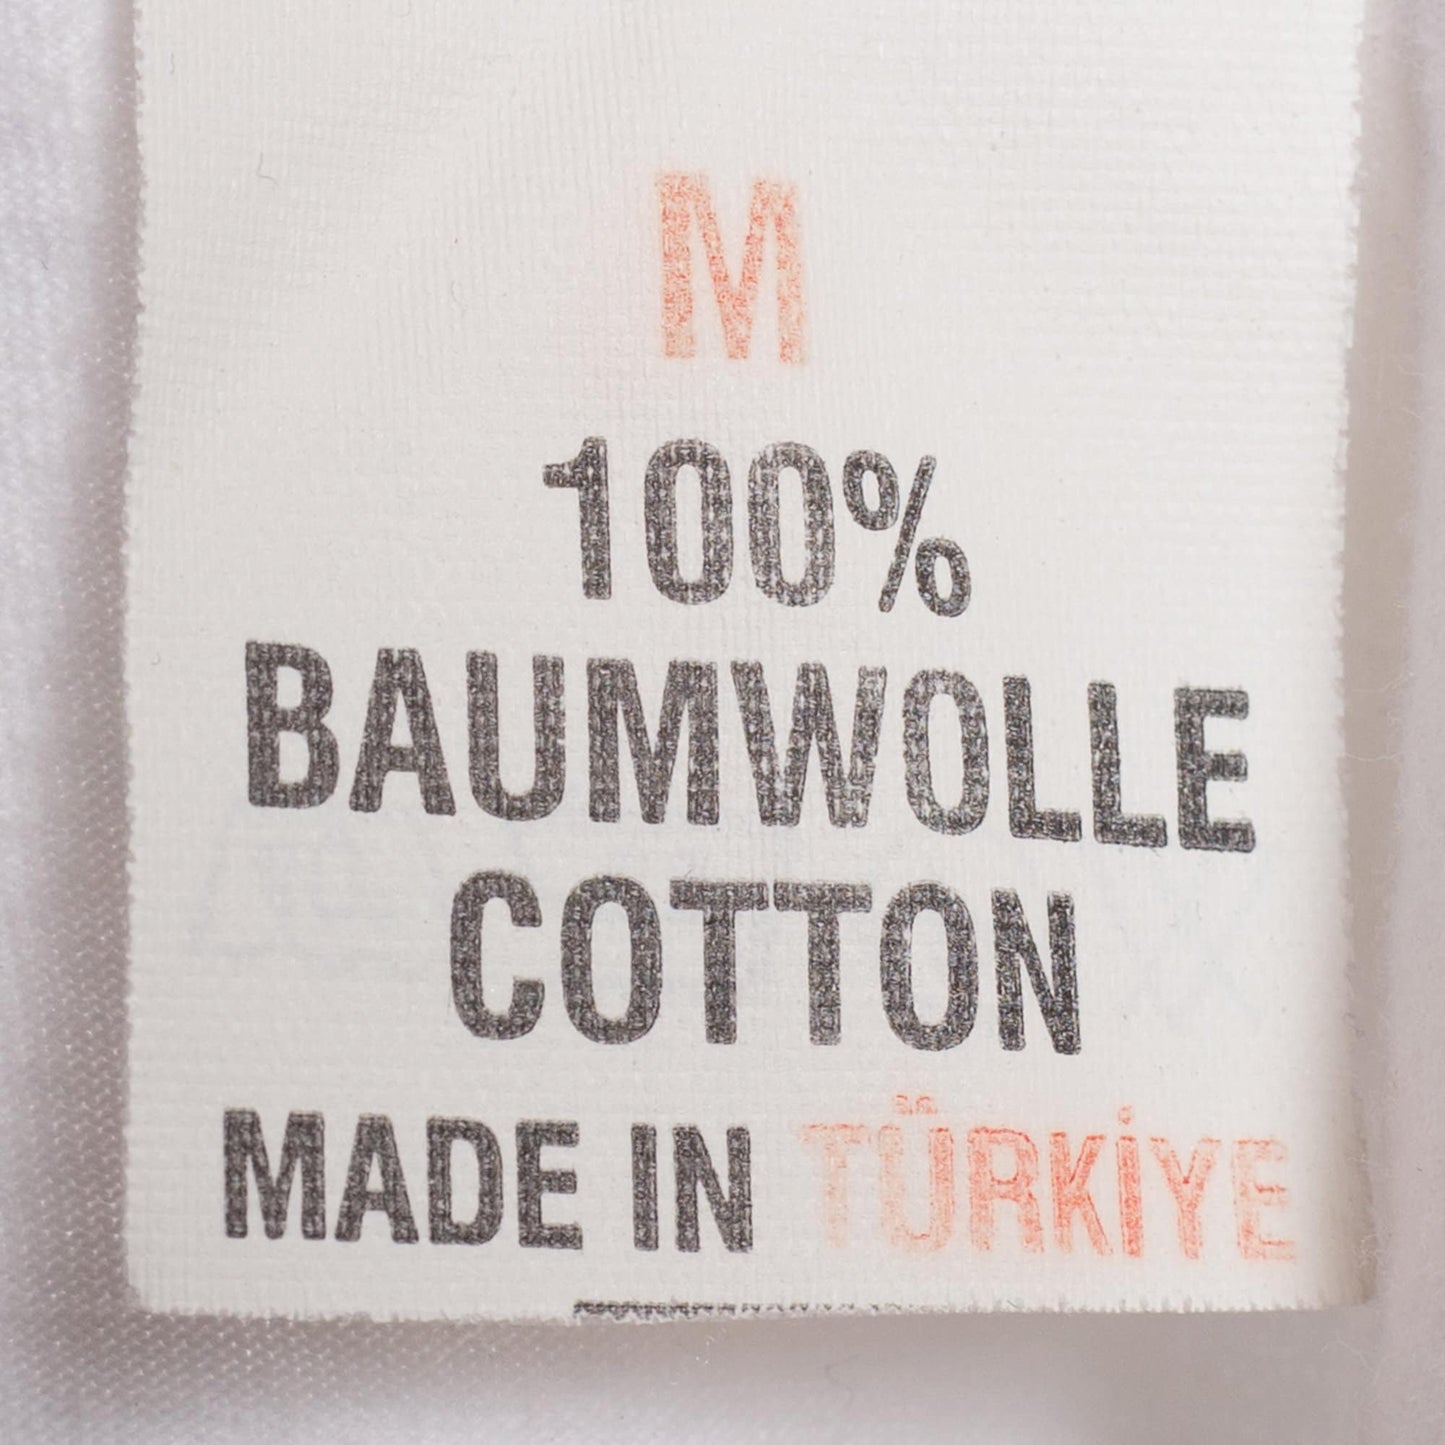 M
100%
BAUMWOLLE
COTTON
MADE IN TÜRKİYE